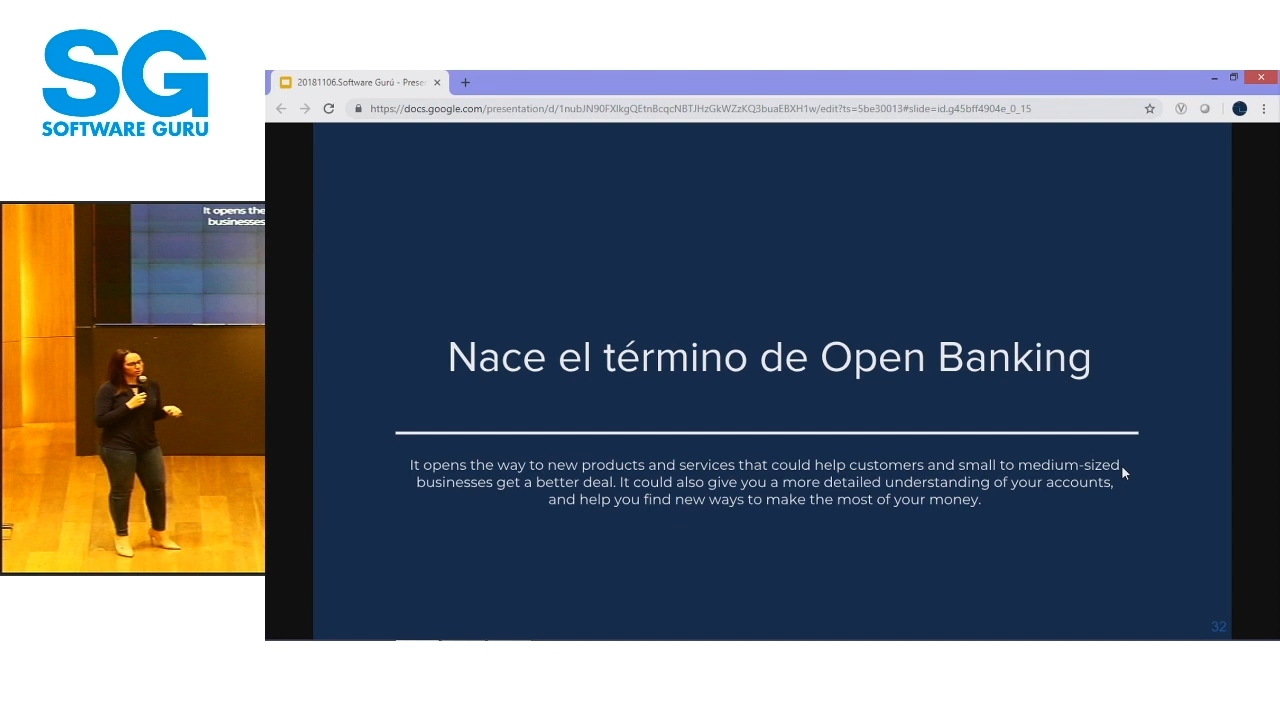 SG
SOFTWARE GURU
20181106.Software Gurú - Prese
https://docs.google.com/presentation/d/1nubJN90FXIkgQEtnBcqcNBTJHzGkWZzKQ3buaEBXH1w/edit?ts=5be30013#slide=id.g45bff4904e_0_15
It opens the
businesses
Nace el término de Open Banking
It opens the way to new products and services that could help customers and small to medium-sized
businesses get a better deal. It could also give you a more detailed understanding of your accounts,
and help you find new ways to make the most of your money.
32